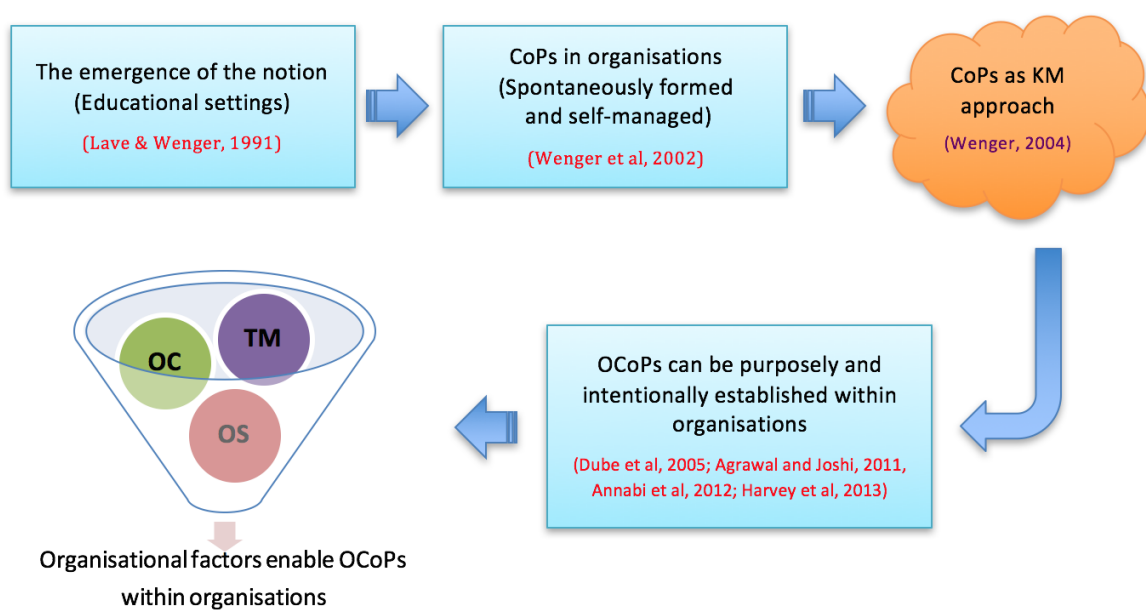 The emergence of the notion
(Educational settings)
(Lave & Wenger, 1991)
CoPs in organisations
(Spontaneously formed
and self-managed)
(Wenger et al, 2002)
CoPs as KM
approach
(Wenger, 2004)
OCoPs can be purposely and
intentionally established within
organisations
(Dube et al, 2005; Agrawal and Joshi, 2011,
Annabi et al, 2012; Harvey et al, 2013)
TM
OC
OS
Organisational factors enable OCoPs
within organisations